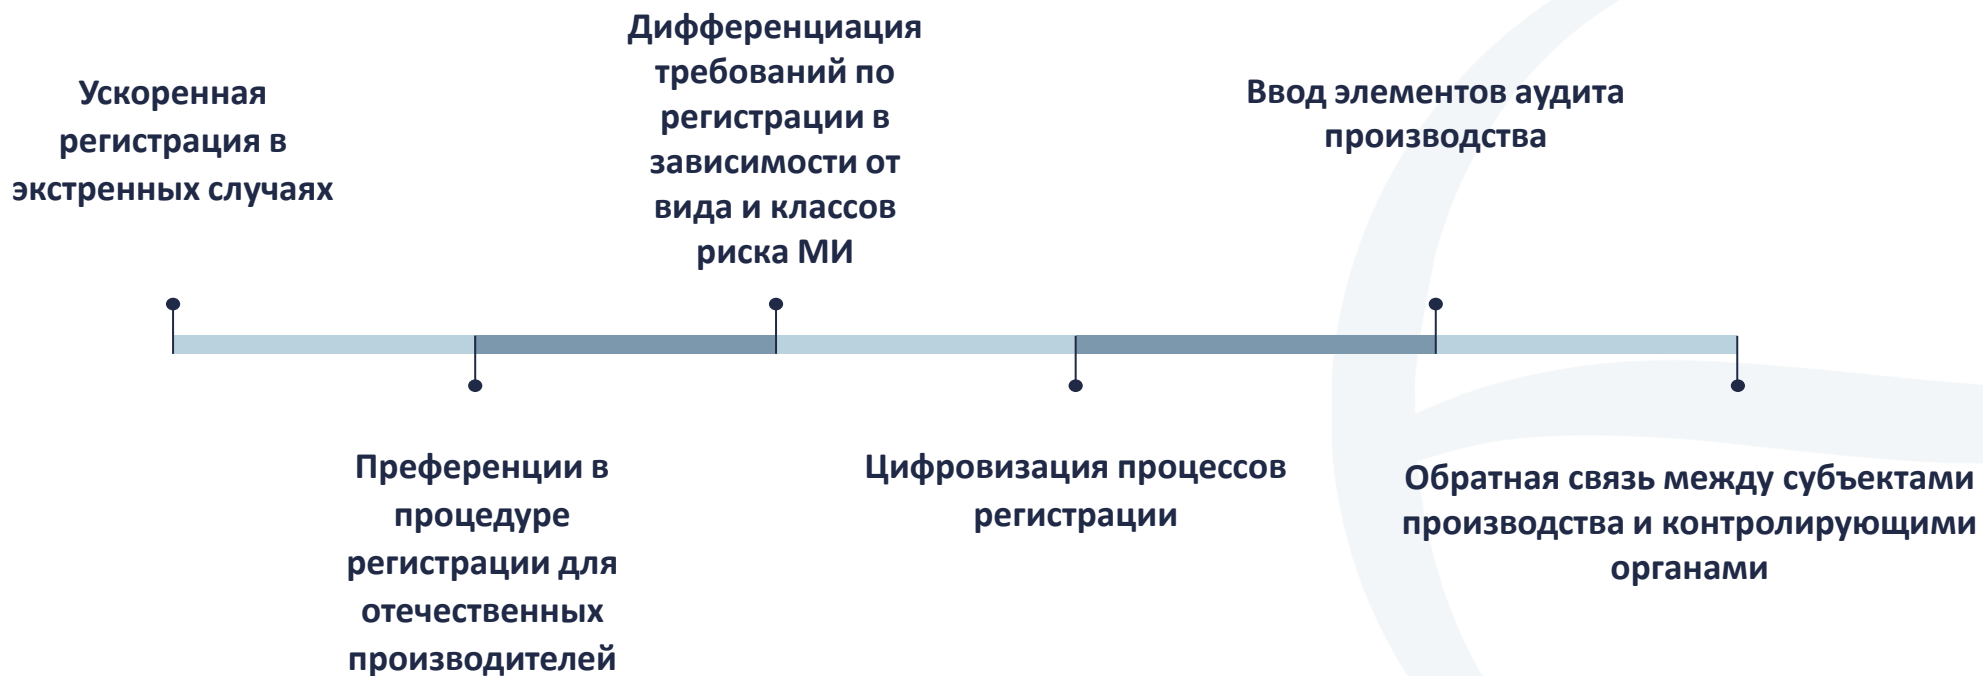 Ускоренная
регистрация в
экстренных случаях
Преференции в
процедуре
регистрации для
отечественных
производителей
Дифференциация
требований по
регистрации в
зависимости от
вида и классов
риска МИ
Цифровизация процессов
регистрации
Ввод элементов аудита
производства
Обратная связь между субъектами
производства и контролирующими
органами